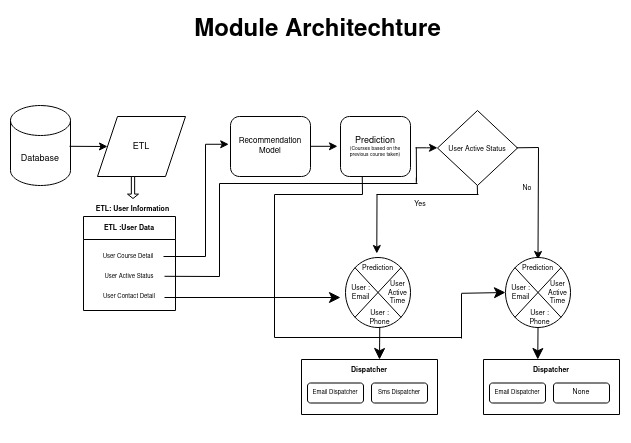 Module Architechture
Database
ETL
Recommendation
Model
Prediction
(Courses based on the
previous course taken)
User Active Status
No
Yes
ETL: User Information
ETL :User Data
User Course Detail
User Active Status
User Contact Detail
Prediction
User :
Email
User
Active
Time
User :
Phone
Prediction
User :
Email
User
Active
Time
User :
Phone
Dispatcher
Email Dispatcher
Sms Dispatcher
Dispatcher
Email Dispatcher
None